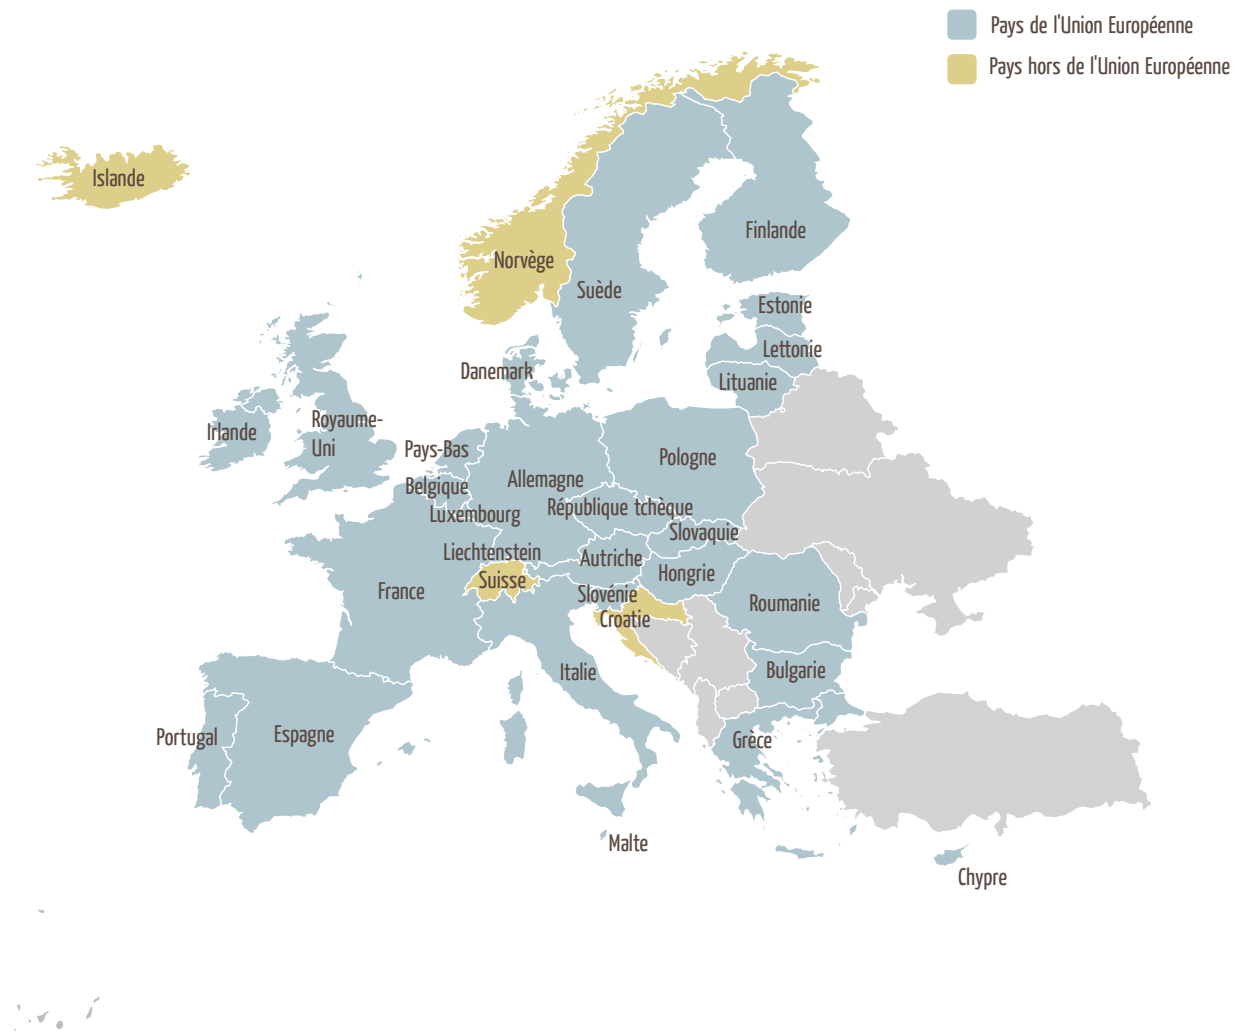 Pays de l'Union Européenne
Pays hors de l'Union Européenne
Islande
Norvège
Finlande
Suède
Estonie
Lettonie
Danemark
Lituanie
Irlande
Royaume-
Uni
Pays-Bas
Pologne
Allemagne
Belgique
République tchèque
Luxembourg
Slovaquie
Liechtenstein
Autriche
Suisse
Hongrie
France
Slovénie
Roumanie
Croatie
Italie
Bulgarie
Portugal
Espagne
Grèce
Malte
Chypre